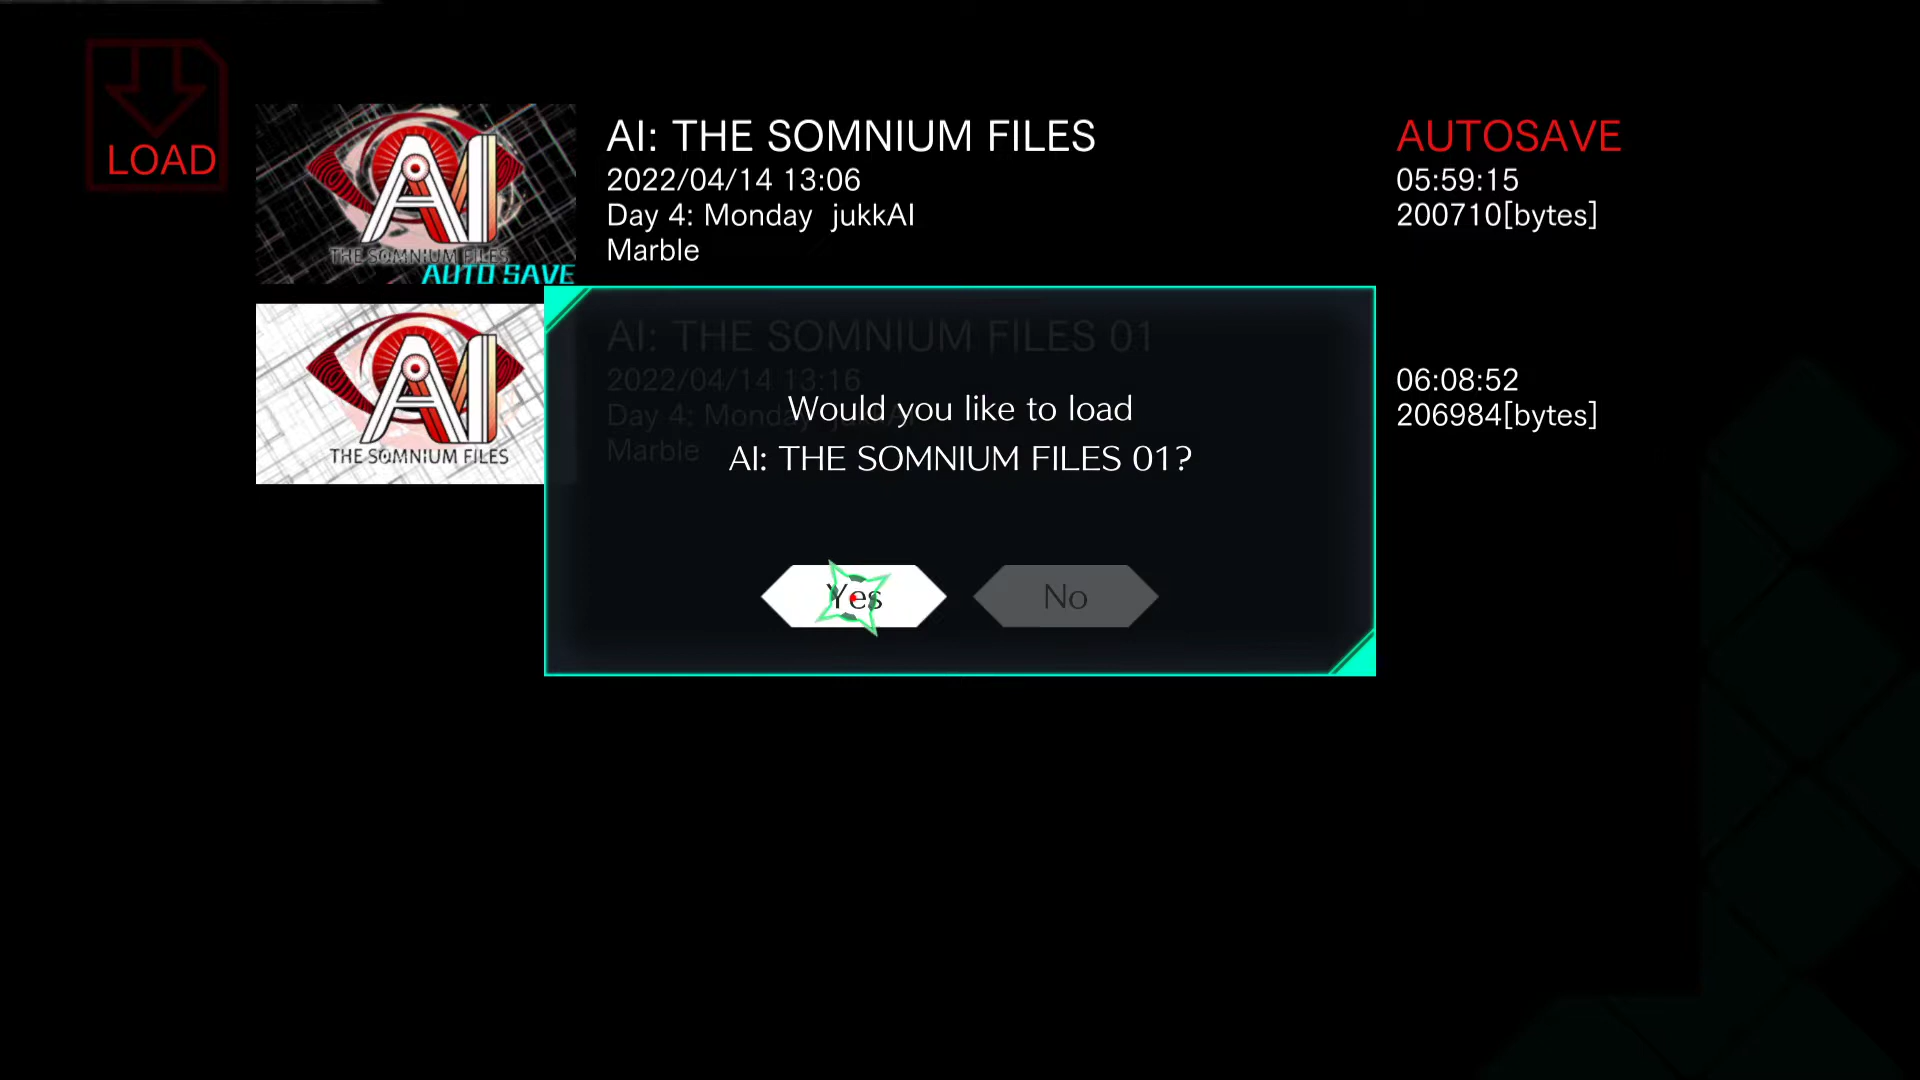 LOAD
AI
THE SOMNIUM FILES
AUTO SAVE
AI: THE SOMNIUM FILES
2022/04/14 13:06
Day 4: Monday jukkAI
Marble
AUTOSAVE
05:59:15
200710[bytes]
AI
THE SOMNIUM FILES
AI: THE SOMNIUM FILES 01
2022/04/14 13:16
Day 4: Monday
Marble
06:08:52
206984[bytes]
Would you like to load
AI: THE SOMNIUM FILES 01?
Yes
No